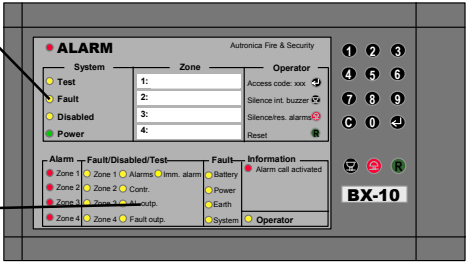 ALARM
Autronica Fire & Security
System Zone Operator
Test 1: Access code: xxx
Fault 2: Silence int. buzzer
Disabled 3: Silence/res. alarms
Power 4: Reset R
1 2 3
4 5 6
7 8 9
C 0
R
Alarm Fault/Disabled/Test Fault Information
Zone 1 Zone 1 Alarms Imm. alarm Battery Alarm call activated
Zone 2 Zone 2 Contr. Power
Zone 3 Zone 3 outp. Earth
Zone 4 Zone 4 Fault outp. System Operator
BX-10